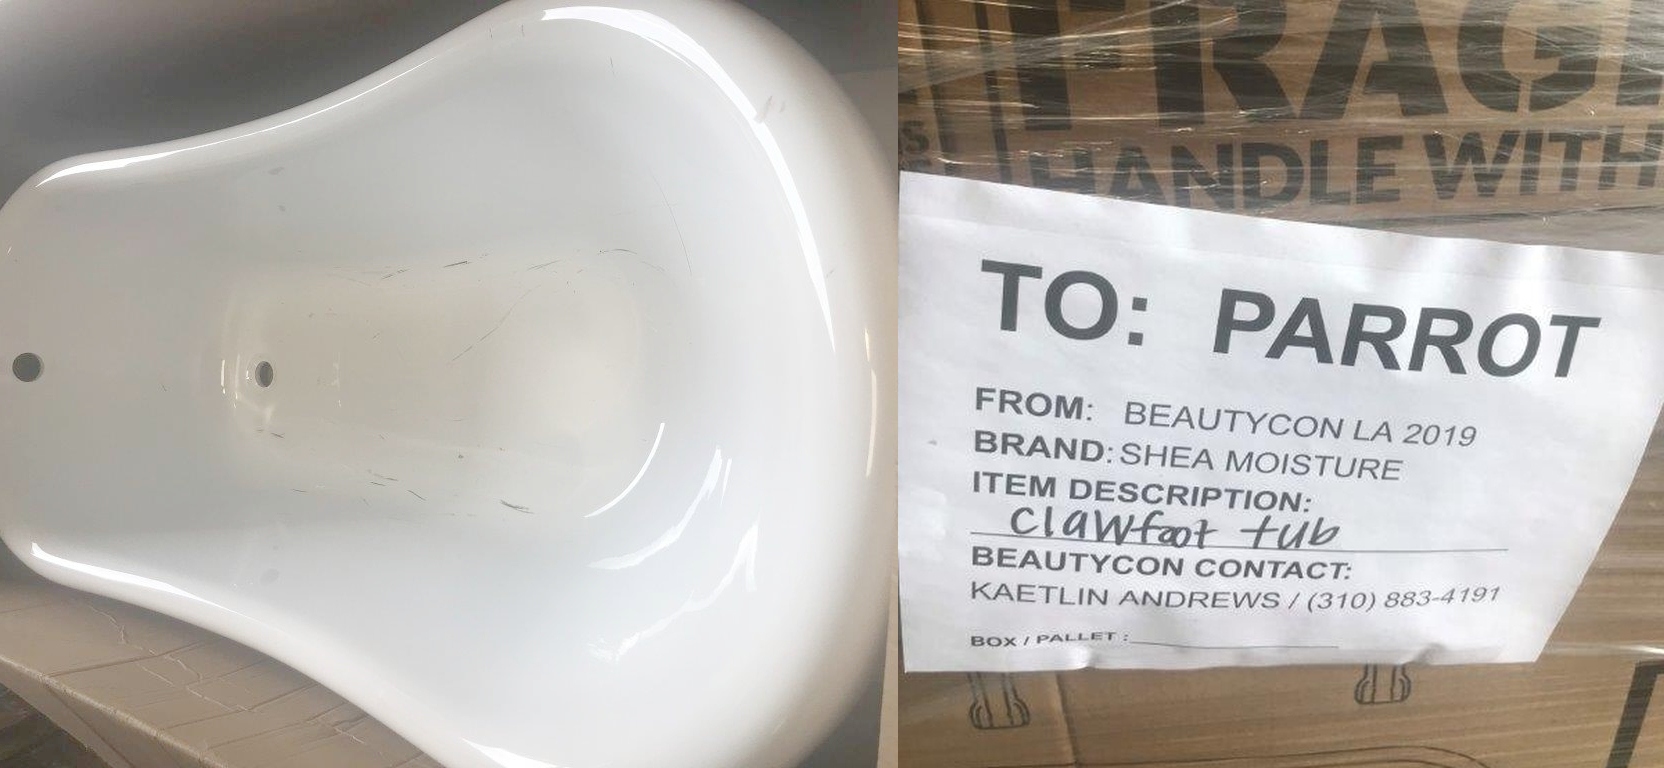 FRAG
HANDLE WITH
TO: PARROT
FROM: BEAUTYCON LA 2019
BRAND: SHEA MOISTURE
ITEM DESCRIPTION:
clawfoot tub
BEAUTYCON CONTACT:
KAETLIN ANDREWS / (310) 883-4191
BOX / PALLET :